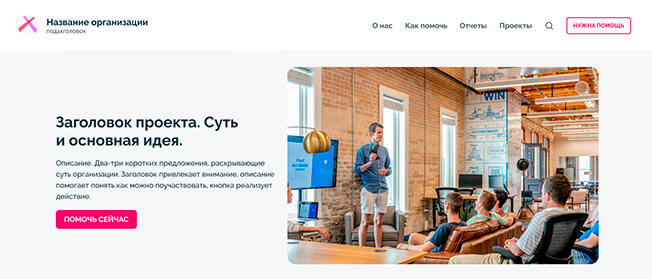 Название организации
ПОДЗАГОЛОВОК
О нас
Как помочь
Отчеты
Проекты
НУЖНА ПОМОЩЬ
Заголовок проекта. Суть
и основная идея.
Описание. Два-три коротких предложения, раскрывающие
суть организации. Заголовок привлекает внимание, описание
помогает понять как можно поучаствовать, кнопка реализует
действие.
ПОМОЧЬ СЕЙЧАС
WIN